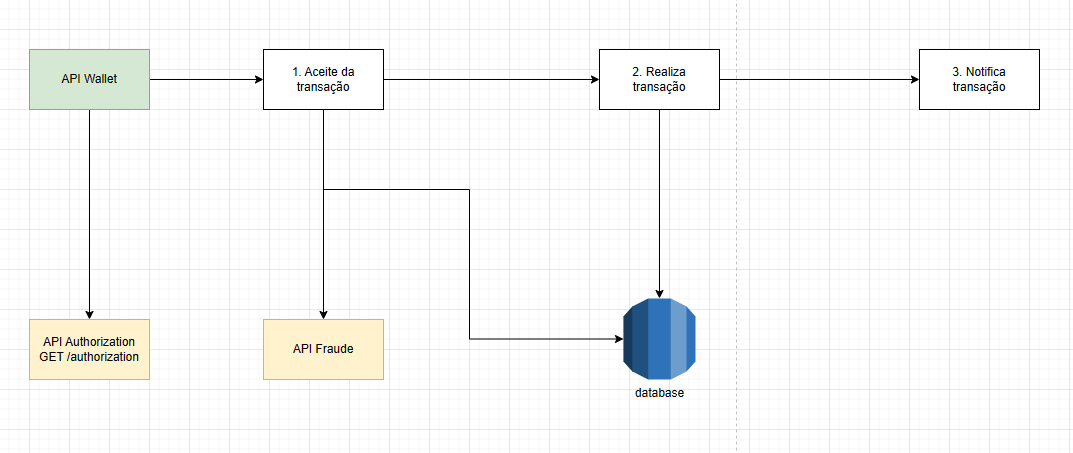 API Wallet
1. Aceite da
transação
2. Realiza
transação
3. Notifica
transação
API Authorization
GET /authorization
API Fraude
database